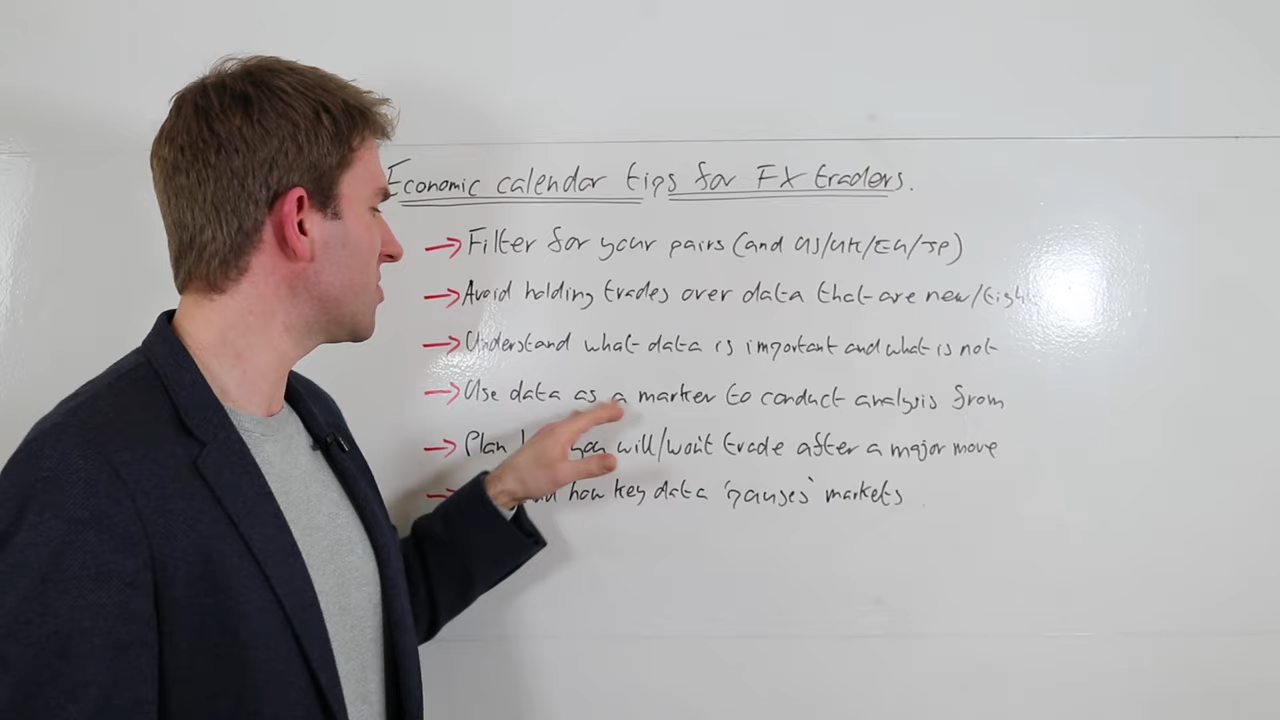 Economic calendar tips for FX traders.
→ Filter for your pairs (and US/UK/EU/JP)
→ Avoid holding trades over data that are new/
→ Understand what data is important and what is not
→ Use data as a marker to conduct analysis from
→ Plan you will/won't trade after a major move
→ how key data 'pauses' markets